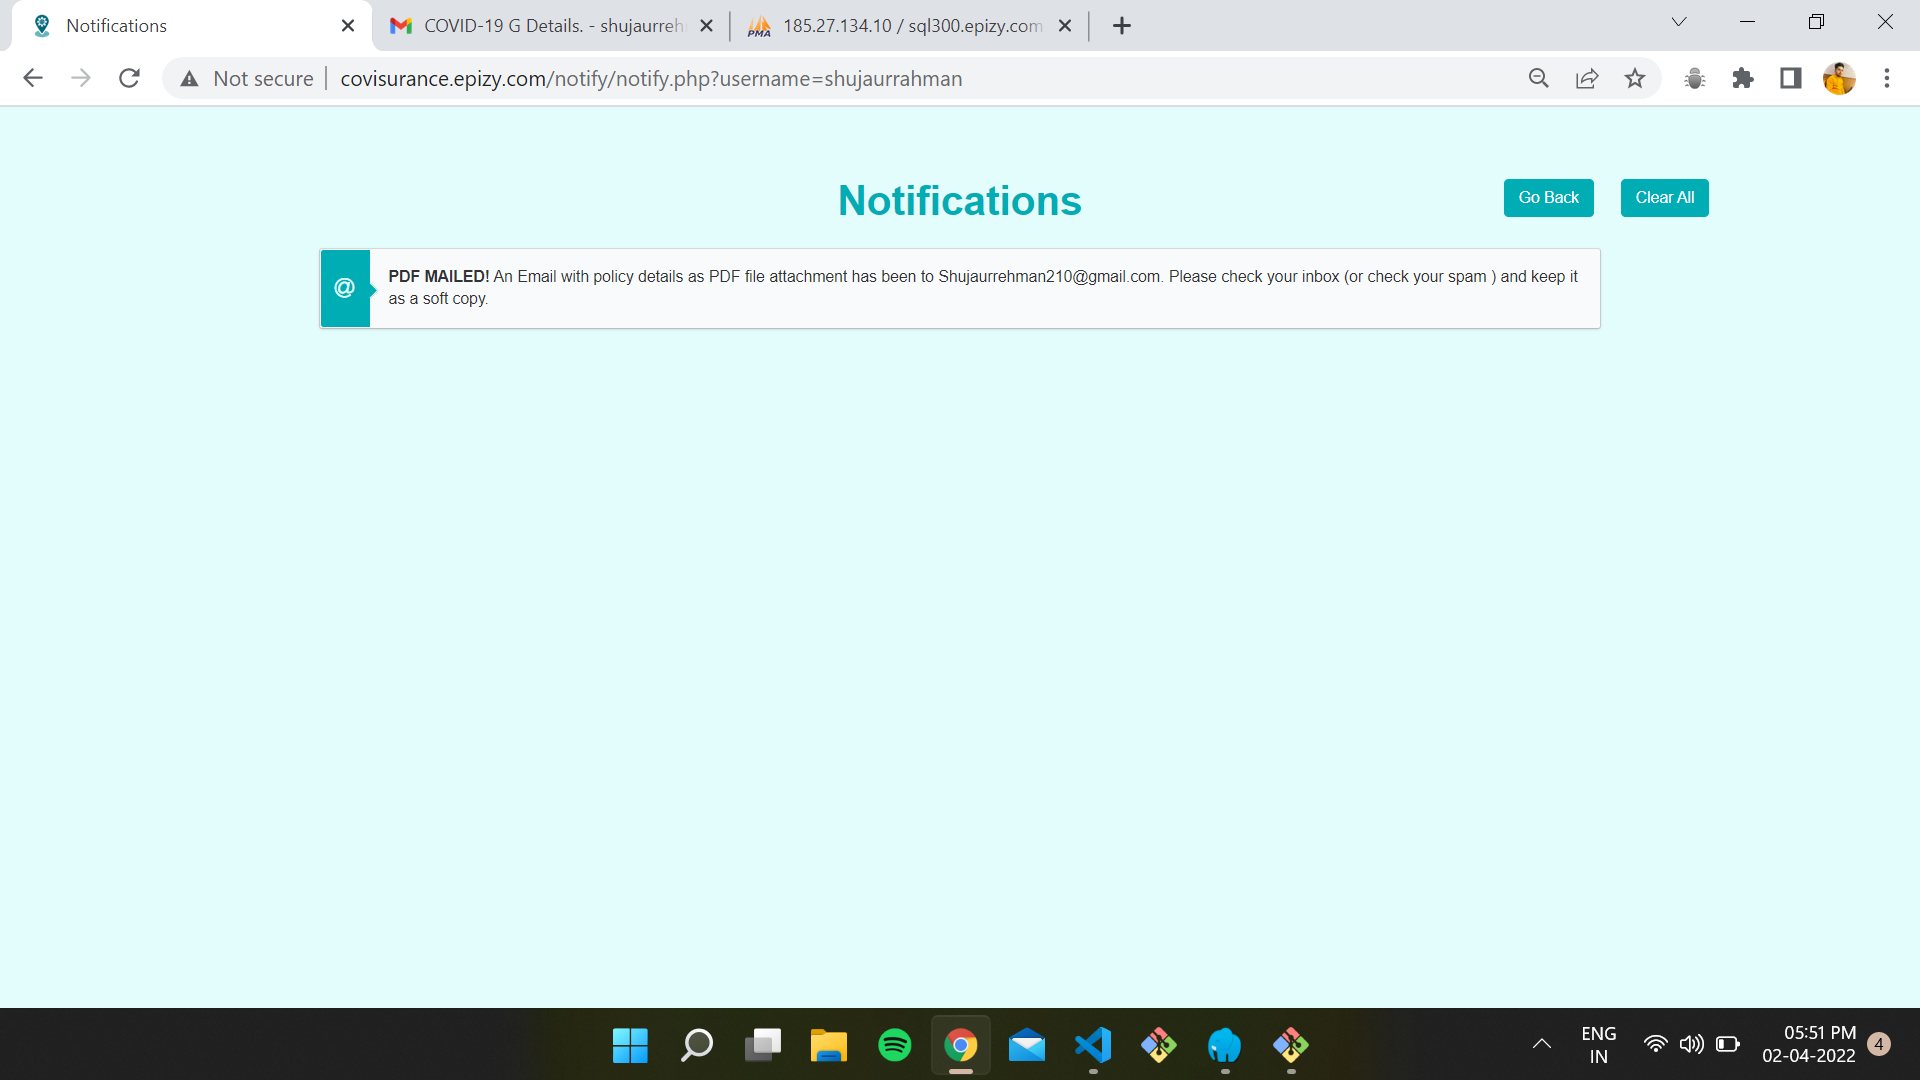 Notifications
COVID-19 G Details. - shujaurreh
PMA
185.27.134.10 / sql300.epizy.com
Not secure
covisurance.epizy.com/notify/notify.php?username=shujaurrahman
Notifications
Go Back
Clear All
@
PDF MAILED! An Email with policy details as PDF file attachment has been to Shujaurrehman210@gmail.com. Please check your inbox (or check your spam ) and keep it
as a soft copy.
ENG
IN
05:51 PM
02-04-2022
4